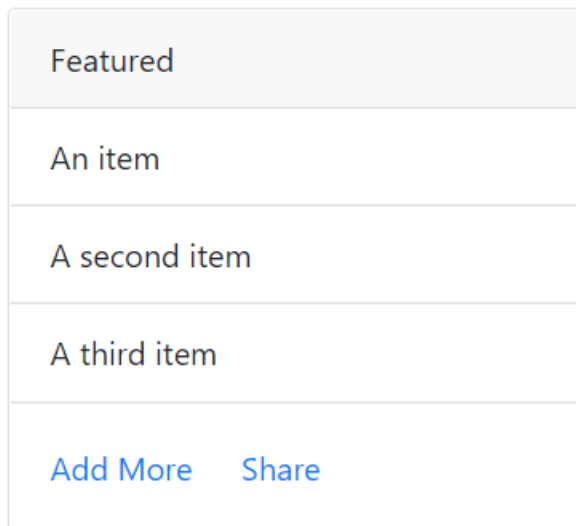 Featured
An item
A second item
A third item
Add More Share